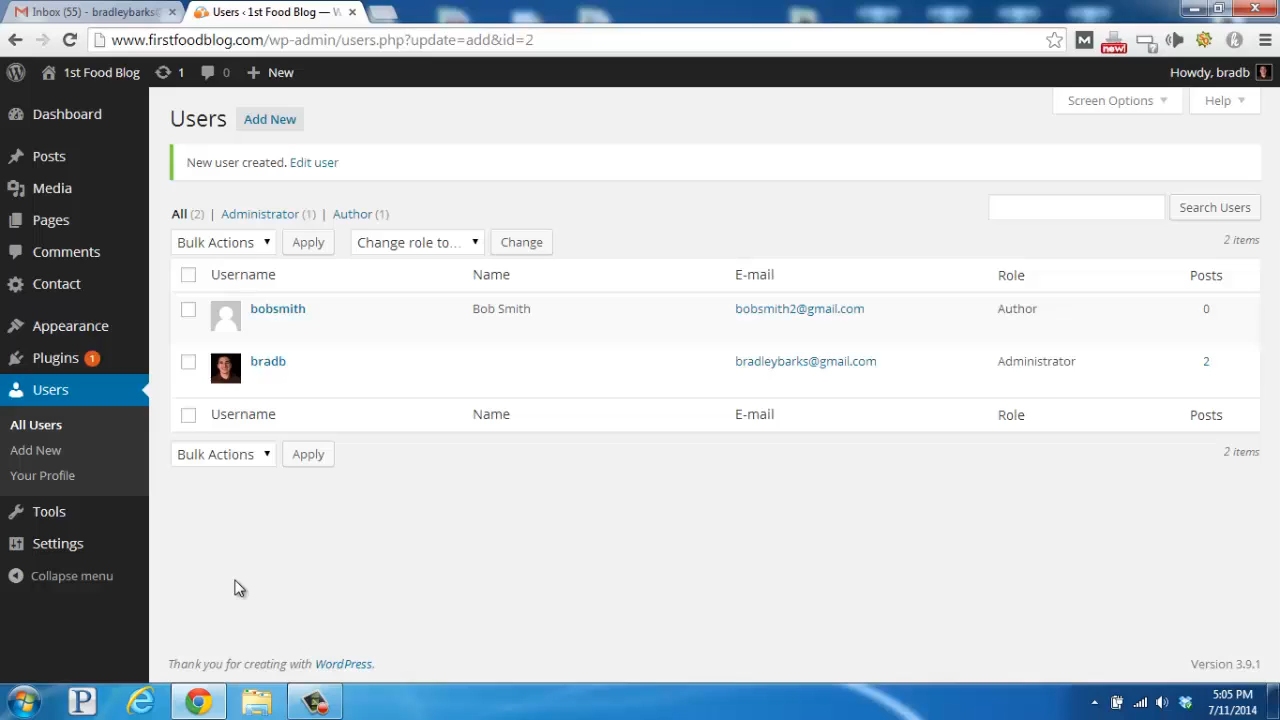 Inbox (55) - bradleybarks@
Users ‹ 1st Food Blog — W
www.firstfoodblog.com/wp-admin/users.php?update=add&id=2
new!
1st Food Blog
1
0
New
Howdy, bradb
Dashboard
Posts
Media
Pages
Comments
Contact
Appearance
Plugins 1
Users
All Users
Add New
Your Profile
Tools
Settings
Collapse menu
Screen Options
Help
Users Add New
New user created. Edit user
All (2) | Administrator (1) | Author (1)
Search Users
Bulk Actions Apply Change role to... Change
2 items
Username Name E-mail Role Posts
bobsmith Bob Smith bobsmith2@gmail.com Author 0
bradb bradleybarks@gmail.com Administrator 2
Username Name E-mail Role Posts
Bulk Actions Apply
2 items
Thank you for creating with WordPress.
Version 3.9.1
5:05 PM
7/11/2014